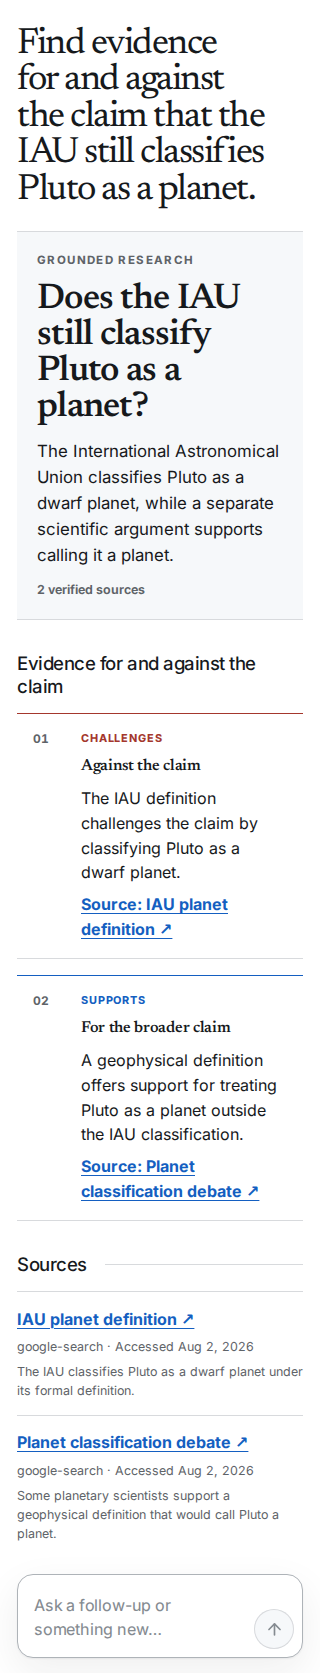 Find evidence
for and against
the claim that the
IAU still classifies
Pluto as a planet.
GROUNDED RESEARCH
Does the IAU
still classify
Pluto as a
planet?
The International Astronomical
Union classifies Pluto as a
dwarf planet, while a separate
scientific argument supports
calling it a planet.
2 verified sources
Evidence for and against the
claim
01
CHALLENGES
Against the claim
The IAU definition
challenges the claim by
classifying Pluto as a
dwarf planet.
Source: IAU planet
definition ↗
02
SUPPORTS
For the broader claim
A geophysical definition
offers support for treating
Pluto as a planet outside
the IAU classification.
Source: Planet
classification debate ↗
Sources
IAU planet definition ↗
google-search · Accessed Aug 2, 2026
The IAU classifies Pluto as a dwarf planet under
its formal definition.
Planet classification debate ↗
google-search · Accessed Aug 2, 2026
Some planetary scientists support a
geophysical definition that would call Pluto a
planet.
Ask a follow-up or
something new...